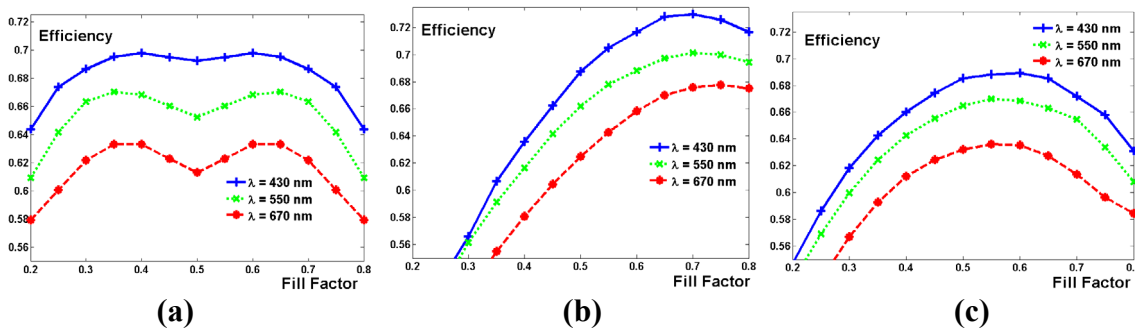 Efficiency
0.72
0.7
0.68
0.66
0.64
0.62
0.6
0.58
0.56
λ = 430 nm
λ = 550 nm
λ = 670 nm
0.2 0.3 0.4 0.5 0.6 0.7 0.8
Fill Factor
(a)
Efficiency
0.72
0.7
0.68
0.66
0.64
0.62
0.6
0.58
0.56
λ = 430 nm
λ = 550 nm
λ = 670 nm
0.2 0.3 0.4 0.5 0.6 0.7 0.8
Fill Factor
(b)
Efficiency
0.72
0.7
0.68
0.66
0.64
0.62
0.6
0.58
0.56
λ = 430 nm
λ = 550 nm
λ = 670 nm
0.2 0.3 0.4 0.5 0.6 0.7 0.8
Fill Factor
(c)